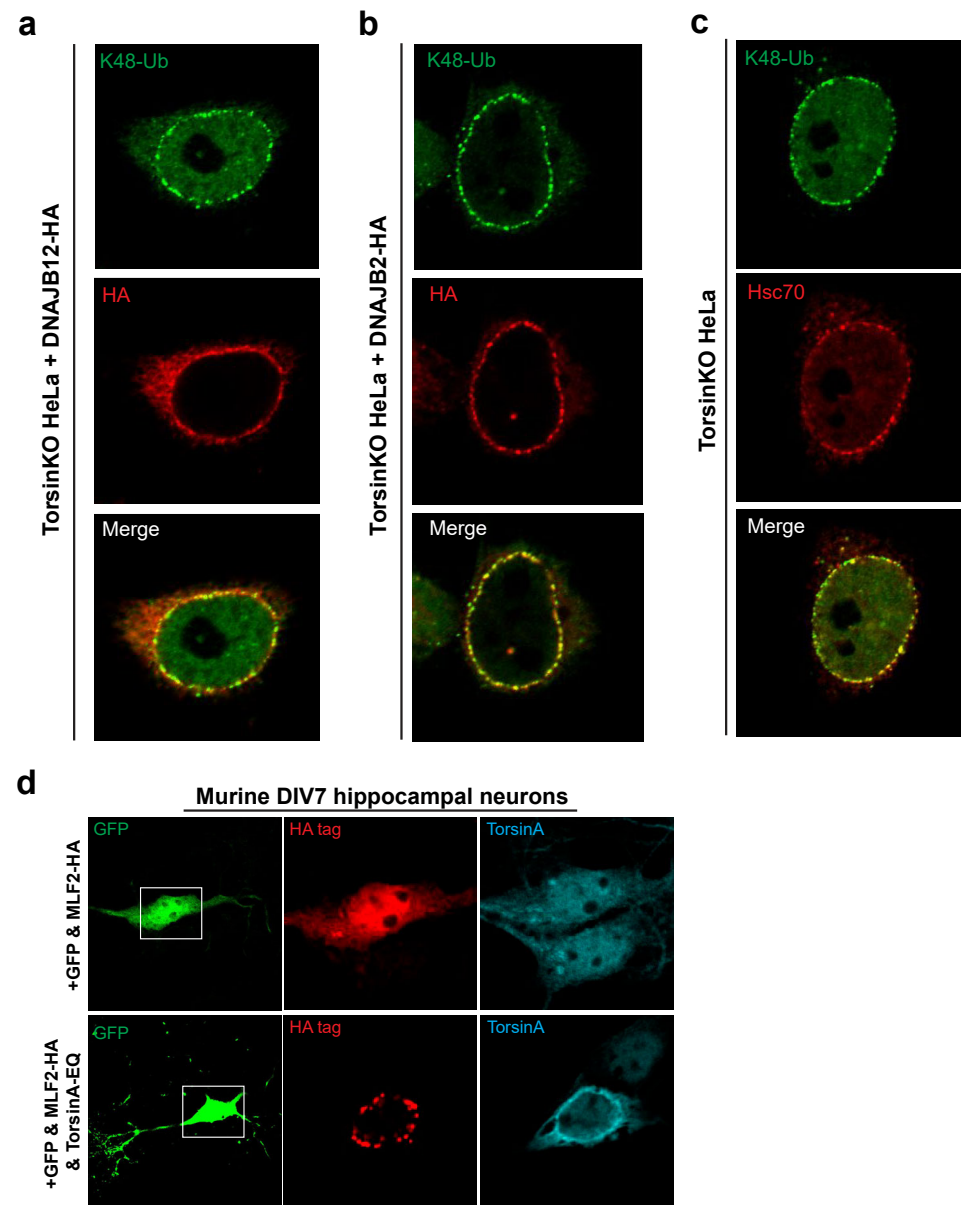 a
TorsinKO HeLa + DNAJB12-HA
K48-Ub
HA
Merge
b
TorsinKO HeLa + DNAJB2-HA
K48-Ub
HA
Merge
c
TorsinKO HeLa
K48-Ub
Hsc70
Merge
d
Murine DIV7 hippocampal neurons
+GFP & MLF2-HA
GFP
HA tag
TorsinA
+GFP & MLF2-HA
& TorsinA-EQ
GFP
HA tag
TorsinA